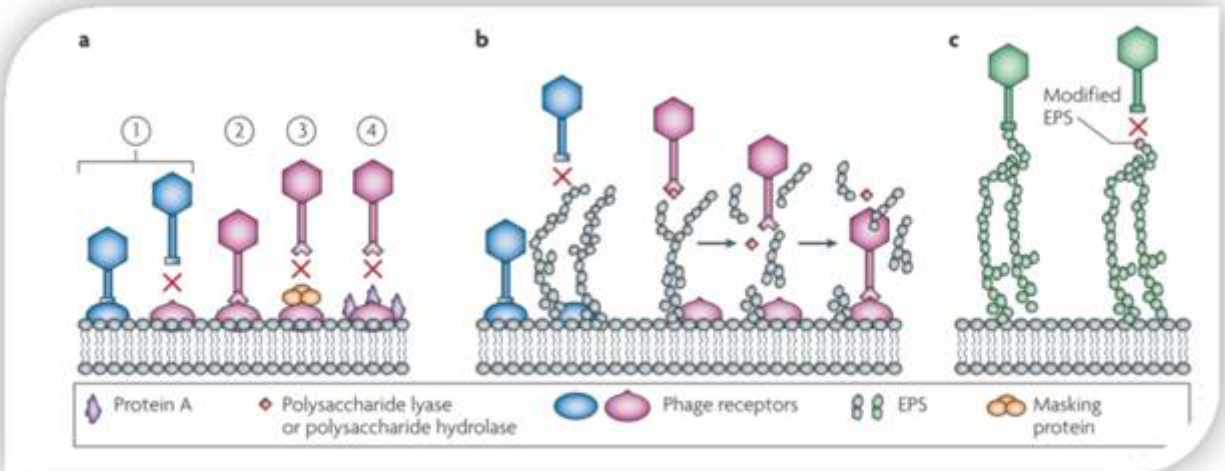 a
b
c
1
2
3
4
Modified
EPS
Protein A
Polysaccharide lyase
or polysaccharide hydrolase
Phage receptors
EPS
Masking
protein